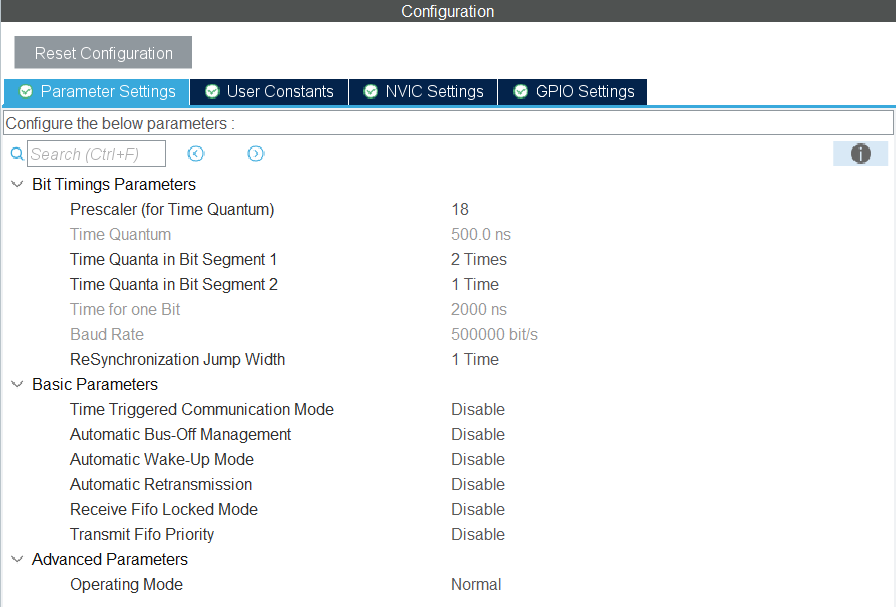 Configuration
Reset Configuration
Parameter Settings User Constants NVIC Settings GPIO Settings
Configure the below parameters :
Search (Ctrl+F)
Bit Timings Parameters
Prescaler (for Time Quantum) 18
Time Quantum 500.0 ns
Time Quanta in Bit Segment 1 2 Times
Time Quanta in Bit Segment 2 1 Time
Time for one Bit 2000 ns
Baud Rate 500000 bit/s
ReSynchronization Jump Width 1 Time
Basic Parameters
Time Triggered Communication Mode Disable
Automatic Bus-Off Management Disable
Automatic Wake-Up Mode Disable
Automatic Retransmission Disable
Receive Fifo Locked Mode Disable
Transmit Fifo Priority Disable
Advanced Parameters
Operating Mode Normal